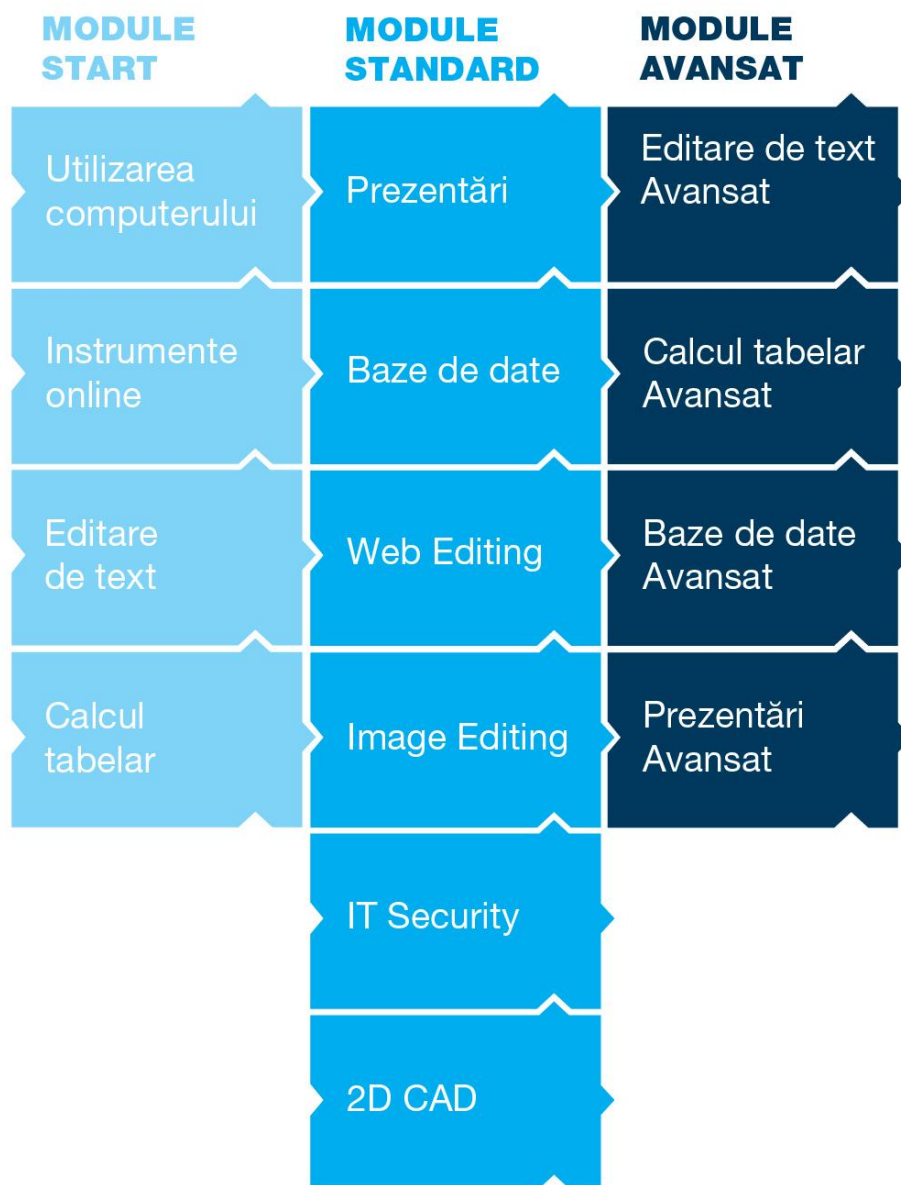 MODULE
START
Utilizarea
computerului
Instrumente
online
Editare
de text
Calcul
tabelar
MODULE
STANDARD
Prezentări
Baze de date
Web Editing
Image Editing
IT Security
2D CAD
MODULE
AVANSAT
Editare de text
Avansat
Calcul tabelar
Avansat
Baze de date
Avansat
Prezentări
Avansat